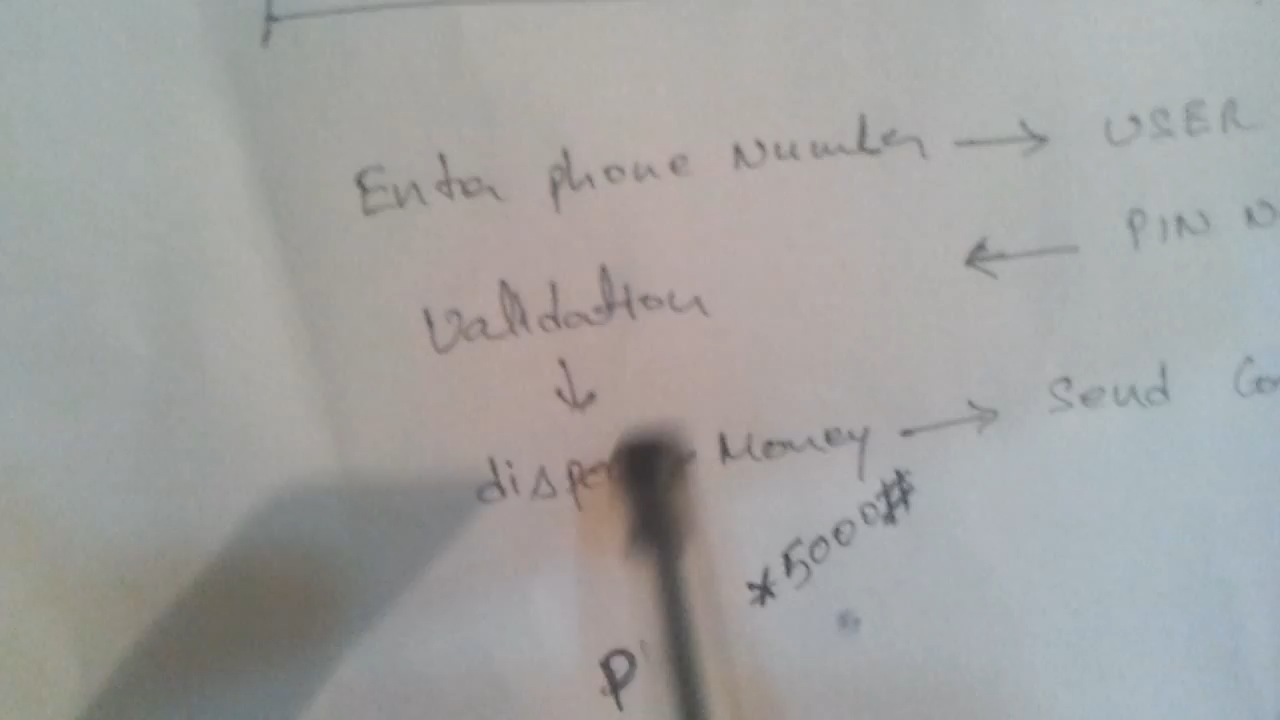 Enter phone Number → USER
← PIN
Validation
↓
Money → Send
*5000#